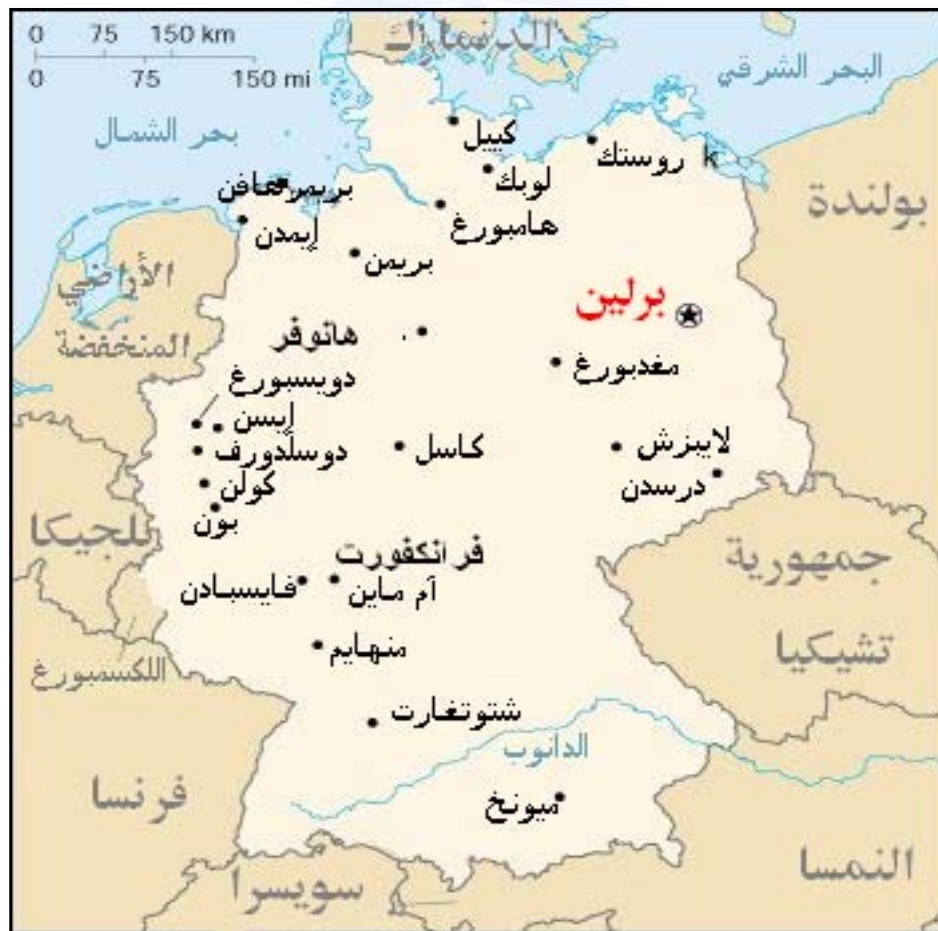 0 75 150 km
0 75 150 mi
الدنمارك
البحر الشرقي
بحر الشمال
كييل
روستك k
لوبك
بريمرهافن
هامبورغ
إيمدن
بريمن
بولندة
الأراضي
المنخفضة
برلين
هانوفر
مغدبورغ
دويسبورغ
إيسن
دوسلدورف
كاسل
لايبزش
درسدن
كولن
بون
بلجيكا
جمهورية
تشيكيا
فرانكفورت
آم ماين
فايسبادن
منهايم
اللكسمبورغ
شتوتغارت
الدانوب
فرنسا
ميونخ
النمسا
سويسرا